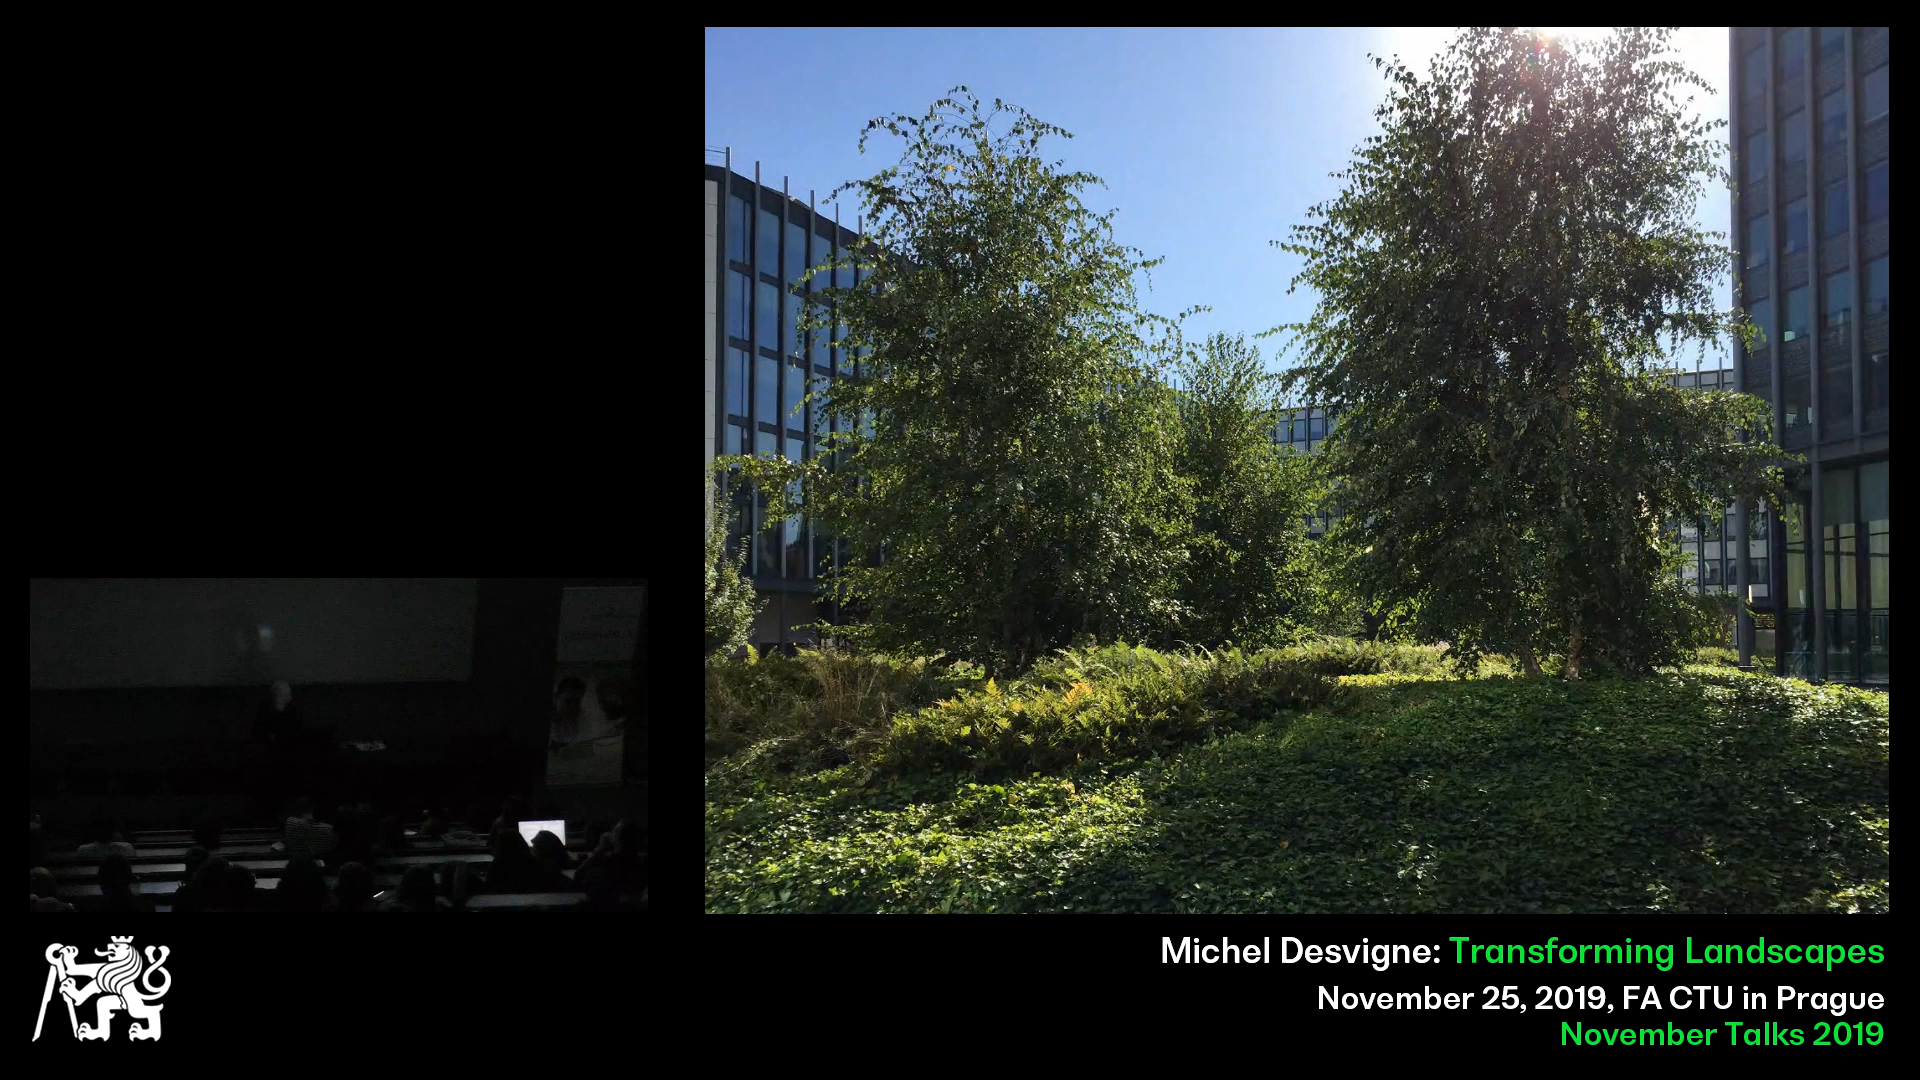 Michel Desvigne: Transforming Landscapes
November 25, 2019, FA CTU in Prague
November Talks 2019